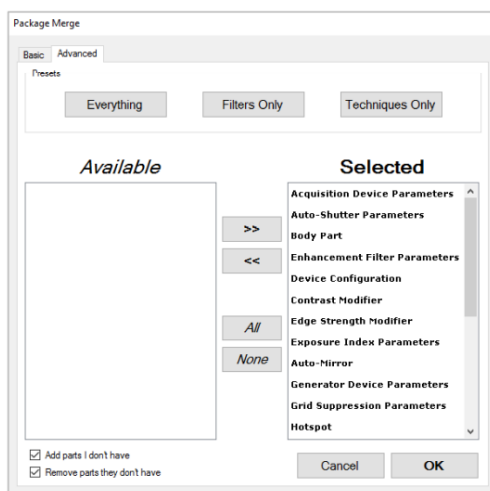 Package Merge
Basic
Advanced
Presets
Everything
Filters Only
Techniques Only
Available
Selected
>>
<<
All
None
Acquisition Device Parameters
Auto-Shutter Parameters
Body Part
Enhancement Filter Parameters
Device Configuration
Contrast Modifier
Edge Strength Modifier
Exposure Index Parameters
Auto-Mirror
Generator Device Parameters
Grid Suppression Parameters
Hotspot
Add parts I don't have
Remove parts they don't have
Cancel
OK